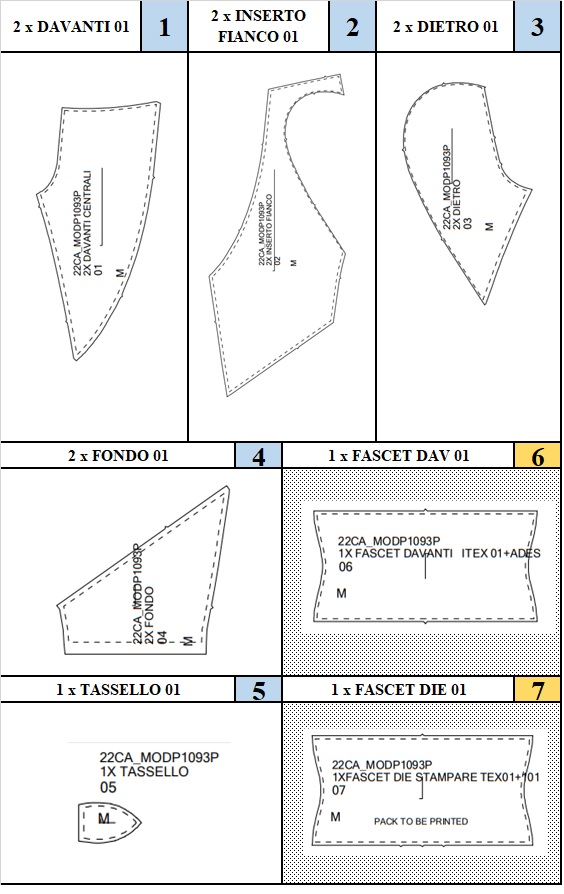 2 x DAVANTI 01
1
2 x INSERTO
FIANCO 01
2
2 x DIETRO 01
3
22CA_MODP1093P
2X DAVANTI CENTRALI
01
M
22CA_MODP1093P
2X INSERTO FIANCO
02
M
22CA_MODP1093P
2X DIETRO
03
M
2 x FONDO 01
4
1 x FASCET DAV 01
6
22CA_MODP1093P
2X FONDO
04
M
22CA_MODP1093P
1X FASCET DAVANTI ITEX 01+ADES
06
M
1 x TASSELLO 01
5
1 x FASCET DIE 01
7
22CA_MODP1093P
1X TASSELLO
05
M
22CA_MODP1093P
1XFASCET DIE STAMPARE TEX01+*01
07
M
PACK TO BE PRINTED